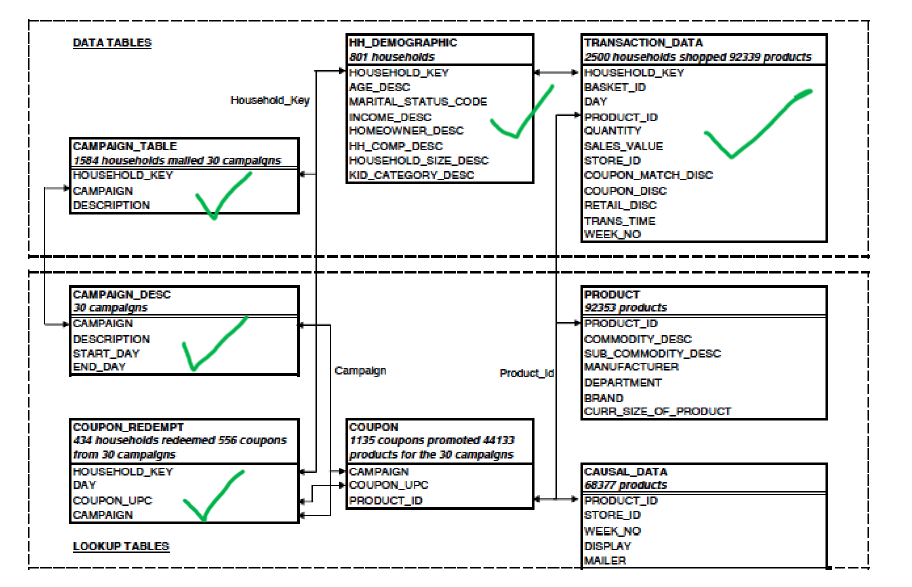 DATA TABLES
HH_DEMOGRAPHIC
801 households
HOUSEHOLD_KEY
AGE_DESC
MARITAL_STATUS_CODE
INCOME_DESC
HOMEOWNER_DESC
HH_COMP_DESC
HOUSEHOLD_SIZE_DESC
KID_CATEGORY_DESC
TRANSACTION_DATA
2500 households shopped 92339 products
HOUSEHOLD_KEY
BASKET_ID
DAY
PRODUCT_ID
QUANTITY
SALES_VALUE
STORE_ID
COUPON_MATCH_DISC
COUPON_DISC
RETAIL_DISC
TRANS_TIME
WEEK_NO
Household_Key
CAMPAIGN_TABLE
1584 households mailed 30 campaigns
HOUSEHOLD_KEY
CAMPAIGN
DESCRIPTION
CAMPAIGN_DESC
30 campaigns
CAMPAIGN
DESCRIPTION
START_DAY
END_DAY
Campaign
Product_Id
PRODUCT
92353 products
PRODUCT_ID
COMMODITY_DESC
SUB_COMMODITY_DESC
MANUFACTURER
DEPARTMENT
BRAND
CURR_SIZE_OF_PRODUCT
COUPON_REDEMPT
434 households redeemed 556 coupons
from 30 campaigns
HOUSEHOLD_KEY
DAY
COUPON_UPC
CAMPAIGN
COUPON
1135 coupons promoted 44133
products for the 30 campaigns
CAMPAIGN
COUPON_UPC
PRODUCT_ID
CAUSAL_DATA
68377 products
PRODUCT_ID
STORE_ID
WEEK_NO
DISPLAY
MAILER
LOOKUP TABLES